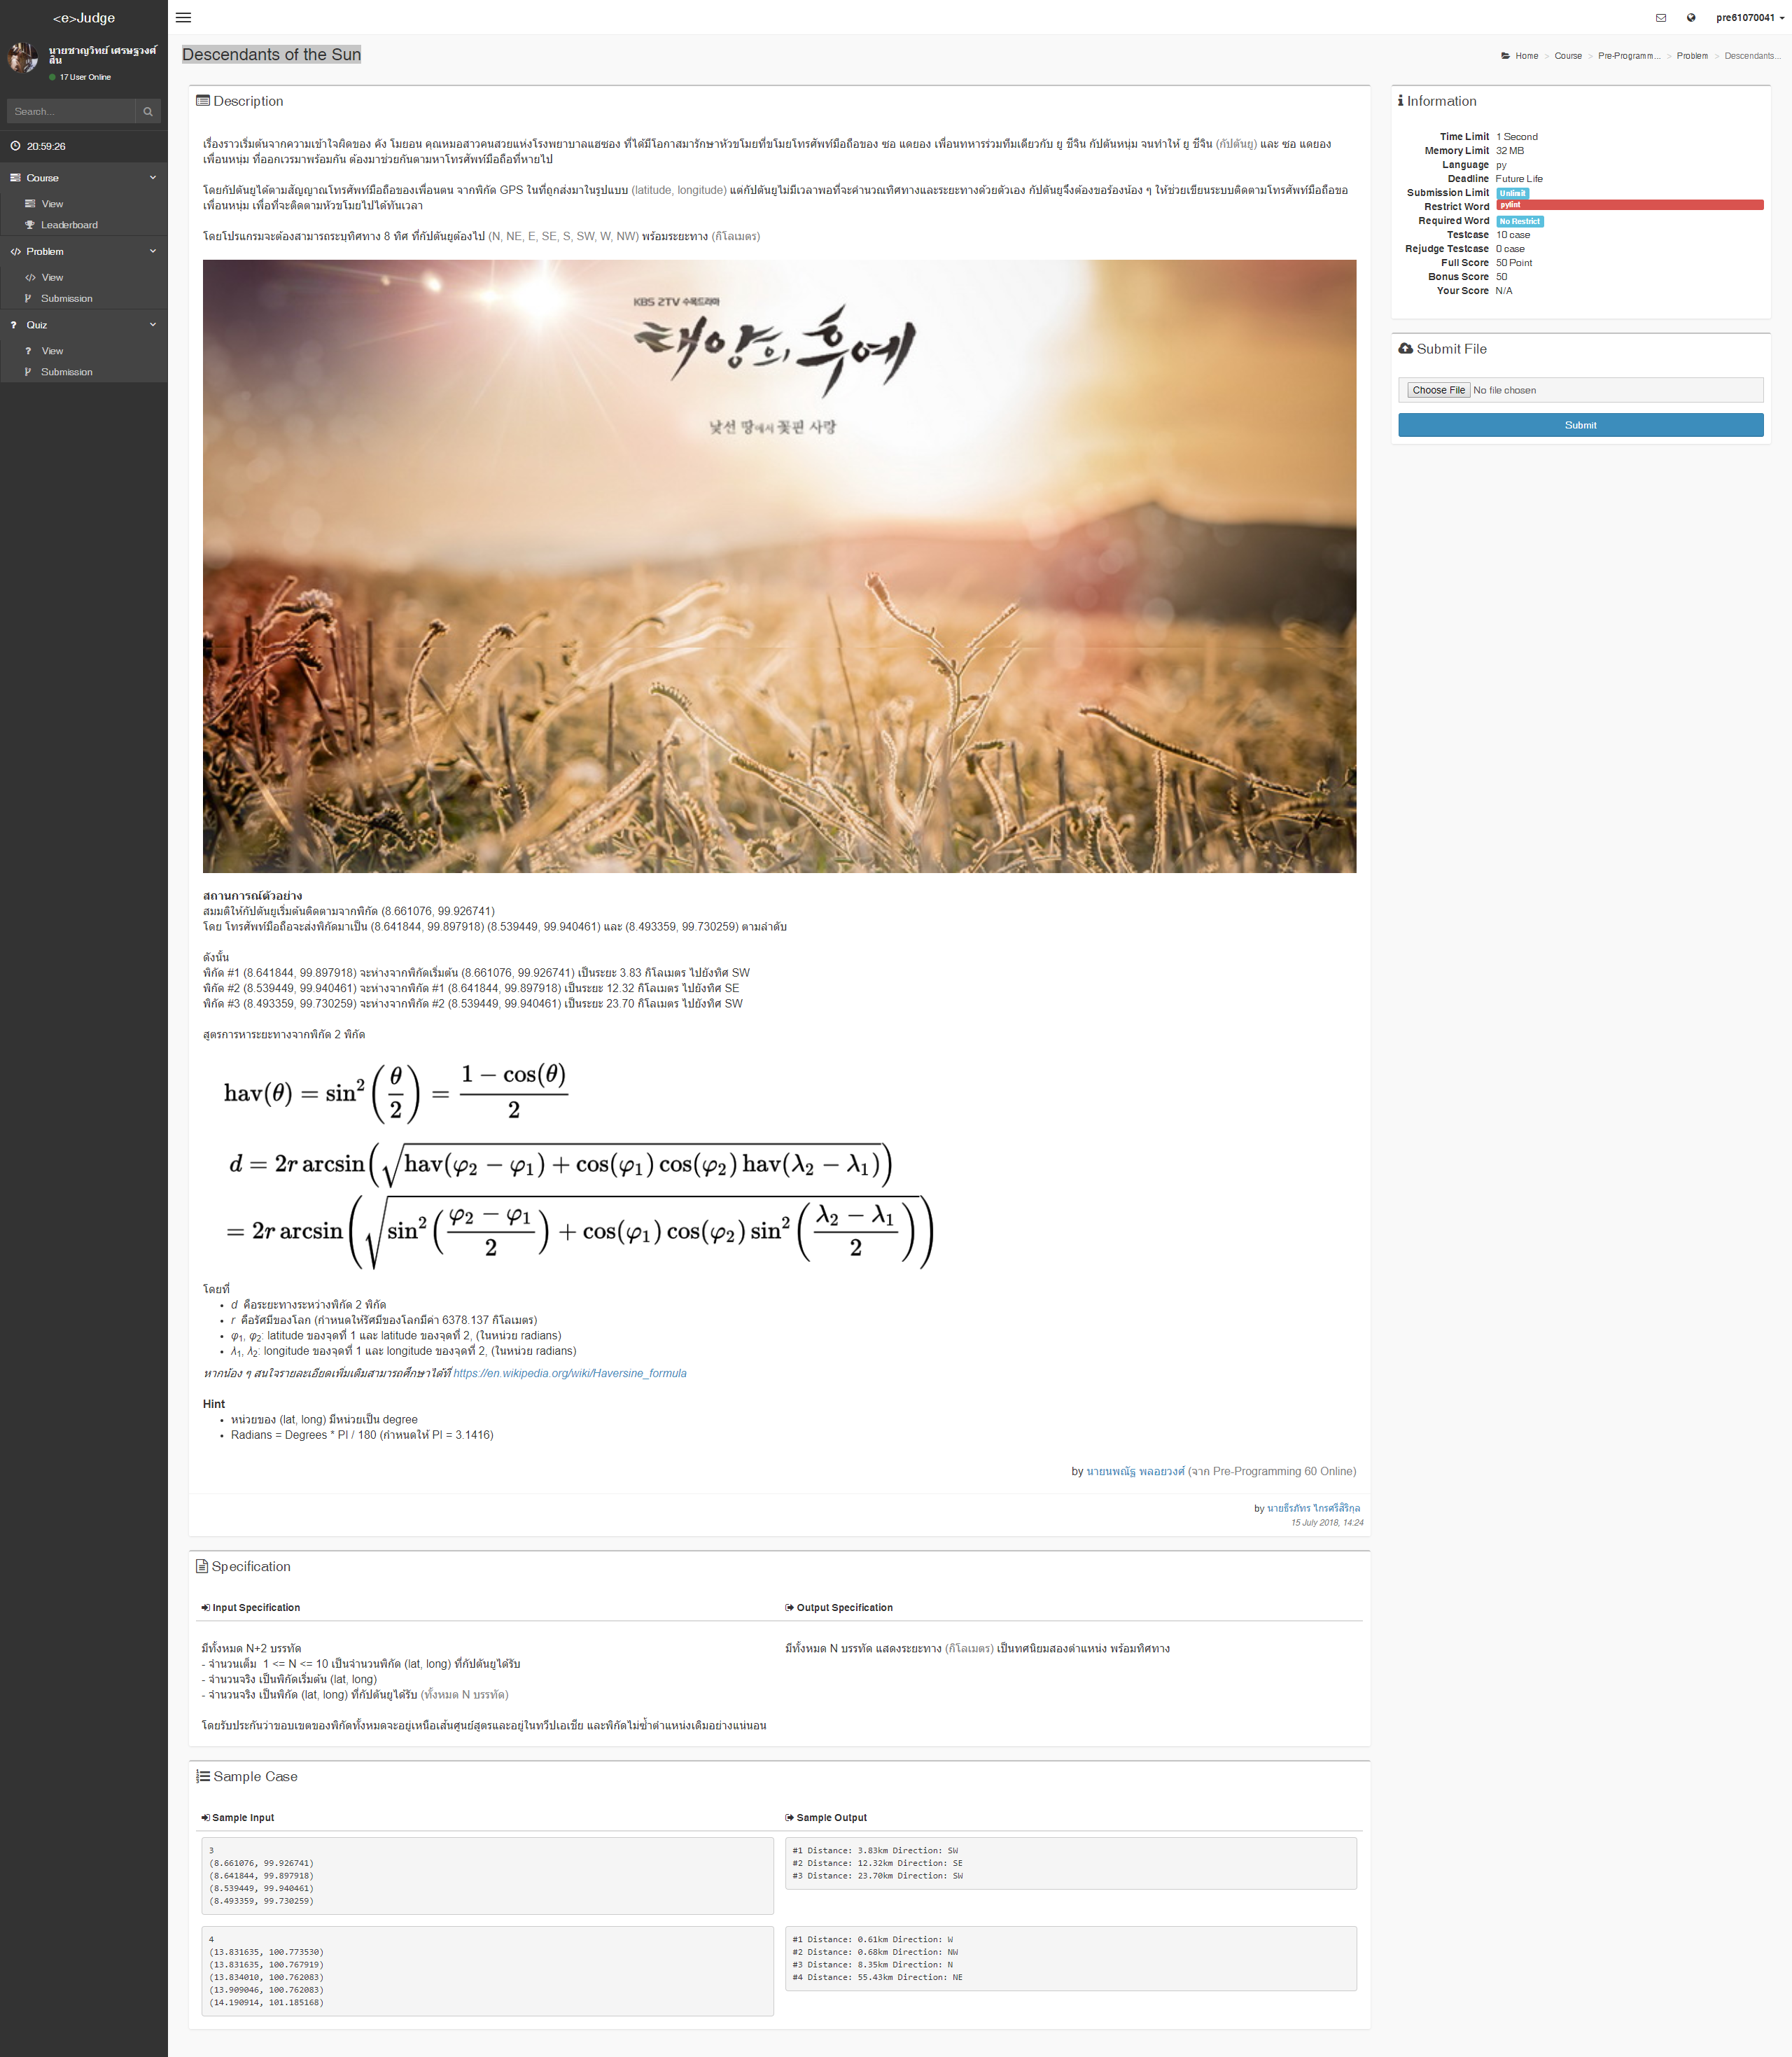 <e>Judge
pre61070041
นายชาญวิทย์ เศรษฐวงศ์
สิน
17 User Online
Search...
20:59:26
Course
View
Leaderboard
Problem
View
Submission
Quiz
View
Submission
Descendants of the Sun
Home > Course > Pre-Programm... > Problem > Descendants...
Description
เรื่องราวเริ่มต้นจากความเข้าใจผิดของ คัง โมยอน คุณหมอสาวคนสวยแห่งโรงพยาบาลแฮซอง ที่ได้มีโอกาสมารักษาหัวขโมยที่ขโมยโทรศัพท์มือถือของ ซอ แดยอง เพื่อนทหารร่วมทีมเดียวกับ ยู ชีจิน กัปตันหนุ่ม จนทำให้ ยู ชีจิน (กัปตันยู) และ ซอ แดยอง
เพื่อนหนุ่ม ที่ออกเวรมาพร้อมกัน ต้องมาช่วยกันตามหาโทรศัพท์มือถือที่หายไป
โดยกัปตันยูได้ตามสัญญาณโทรศัพท์มือถือของเพื่อนตน จากพิกัด GPS ในที่ถูกส่งมาในรูปแบบ (latitude, longitude) แต่กัปตันยูไม่มีเวลาพอที่จะคำนวณทิศทางและระยะทางด้วยตัวเอง กัปตันยูจึงต้องขอร้องน้อง ๆ ให้ช่วยเขียนระบบติดตามโทรศัพท์มือถือขอ
เพื่อนหนุ่ม เพื่อที่จะติดตามหัวขโมยไปได้ทันเวลา
โดยโปรแกรมจะต้องสามารถระบุทิศทาง 8 ทิศ ที่กัปตันยูต้องไป (N, NE, E, SE, S, SW, W, NW) พร้อมระยะทาง (กิโลเมตร)
KBS 2TV 수목드라마
태양의 후예
낯선 땅에서 꽃핀 사랑
สถานการณ์ตัวอย่าง
สมมติให้กัปตันยูเริ่มต้นติดตามจากพิกัด (8.661076, 99.926741)
โดย โทรศัพท์มือถือจะส่งพิกัดมาเป็น (8.641844, 99.897918) (8.539449, 99.940461) และ (8.493359, 99.730259) ตามลำดับ
ดังนั้น
พิกัด #1 (8.641844, 99.897918) จะห่างจากพิกัดเริ่มต้น (8.661076, 99.926741) เป็นระยะ 3.83 กิโลเมตร ไปยังทิศ SW
พิกัด #2 (8.539449, 99.940461) จะห่างจากพิกัด #1 (8.641844, 99.897918) เป็นระยะ 12.32 กิโลเมตร ไปยังทิศ SE
พิกัด #3 (8.493359, 99.730259) จะห่างจากพิกัด #2 (8.539449, 99.940461) เป็นระยะ 23.70 กิโลเมตร ไปยังทิศ SW
สูตรการหาระยะทางจากพิกัด 2 พิกัด
hav(θ) = sin²(θ/2) = (1 − cos(θ))/2
d = 2r arcsin(√(hav(φ₂ − φ₁) + cos(φ₁) cos(φ₂) hav(λ₂ − λ₁)))
= 2r arcsin(√(sin²((φ₂ − φ₁)/2) + cos(φ₁) cos(φ₂) sin²((λ₂ − λ₁)/2)))
โดยที่
• d คือระยะทางระหว่างพิกัด 2 พิกัด
• r คือรัศมีของโลก (กำหนดให้รัศมีของโลกมีค่า 6378.137 กิโลเมตร)
• φ₁, φ₂: latitude ของจุดที่ 1 และ latitude ของจุดที่ 2, (ในหน่วย radians)
• λ₁, λ₂: longitude ของจุดที่ 1 และ longitude ของจุดที่ 2, (ในหน่วย radians)
หากน้อง ๆ สนใจรายละเอียดเพิ่มเติมสามารถศึกษาได้ที่ https://en.wikipedia.org/wiki/Haversine_formula
Hint
• หน่วยของ (lat, long) มีหน่วยเป็น degree
• Radians = Degrees * PI / 180 (กำหนดให้ PI = 3.1416)
by นายนพณัฐ พลอยวงศ์ (จาก Pre-Programming 60 Online)
by นายธีรภัทร ไกรศรีสิริกุล
15 July 2018, 14:24
Information
Time Limit 1 Second
Memory Limit 32 MB
Language py
Deadline Future Life
Submission Limit Unlimit
Restrict Word pylint
Required Word No Restrict
Testcase 10 case
Rejudge Testcase 0 case
Full Score 50 Point
Bonus Score 50
Your Score N/A
Submit File
Choose File No file chosen
Submit
Specification
Input Specification
มีทั้งหมด N+2 บรรทัด
- จำนวนเต็ม 1 <= N <= 10 เป็นจำนวนพิกัด (lat, long) ที่กัปตันยูได้รับ
- จำนวนจริง เป็นพิกัดเริ่มต้น (lat, long)
- จำนวนจริง เป็นพิกัด (lat, long) ที่กัปตันยูได้รับ (ทั้งหมด N บรรทัด)
โดยรับประกันว่าขอบเขตของพิกัดทั้งหมดจะอยู่เหนือเส้นศูนย์สูตรและอยู่ในทวีปเอเชีย และพิกัดไม่ซ้ำตำแหน่งเดิมอย่างแน่นอน
Output Specification
มีทั้งหมด N บรรทัด แสดงระยะทาง (กิโลเมตร) เป็นทศนิยมสองตำแหน่ง พร้อมทิศทาง
Sample Case
Sample Input
Sample Output
3
(8.661076, 99.926741)
(8.641844, 99.897918)
(8.539449, 99.940461)
(8.493359, 99.730259)
#1 Distance: 3.83km Direction: SW
#2 Distance: 12.32km Direction: SE
#3 Distance: 23.70km Direction: SW
4
(13.831635, 100.773530)
(13.831635, 100.767919)
(13.834010, 100.762083)
(13.909046, 100.762083)
(14.190914, 101.185168)
#1 Distance: 0.61km Direction: W
#2 Distance: 0.68km Direction: NW
#3 Distance: 8.35km Direction: N
#4 Distance: 55.43km Direction: NE